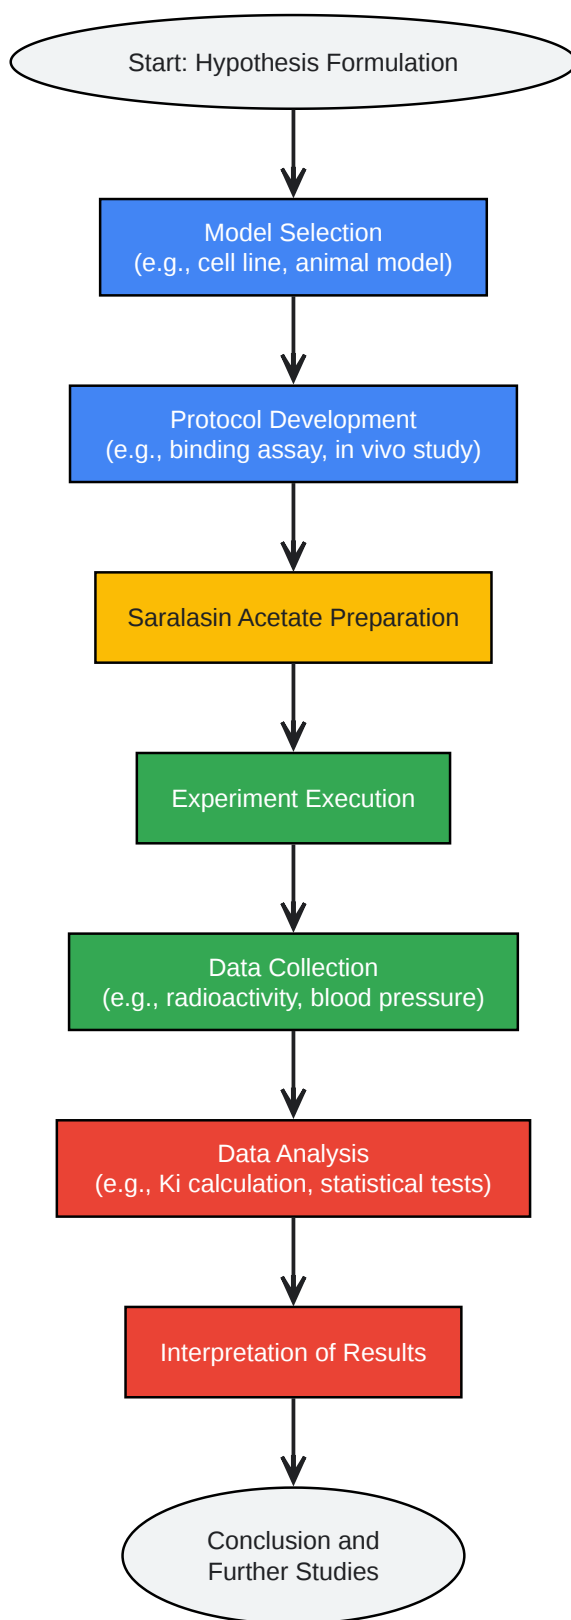 Start: Hypothesis Formulation
Model Selection
(e.g., cell line, animal model)
Protocol Development
(e.g., binding assay, in vivo study)
Saralasin Acetate Preparation
Experiment Execution
Data Collection
(e.g., radioactivity, blood pressure)
Data Analysis
(e.g., Ki calculation, statistical tests)
Interpretation of Results
Conclusion and
Further Studies